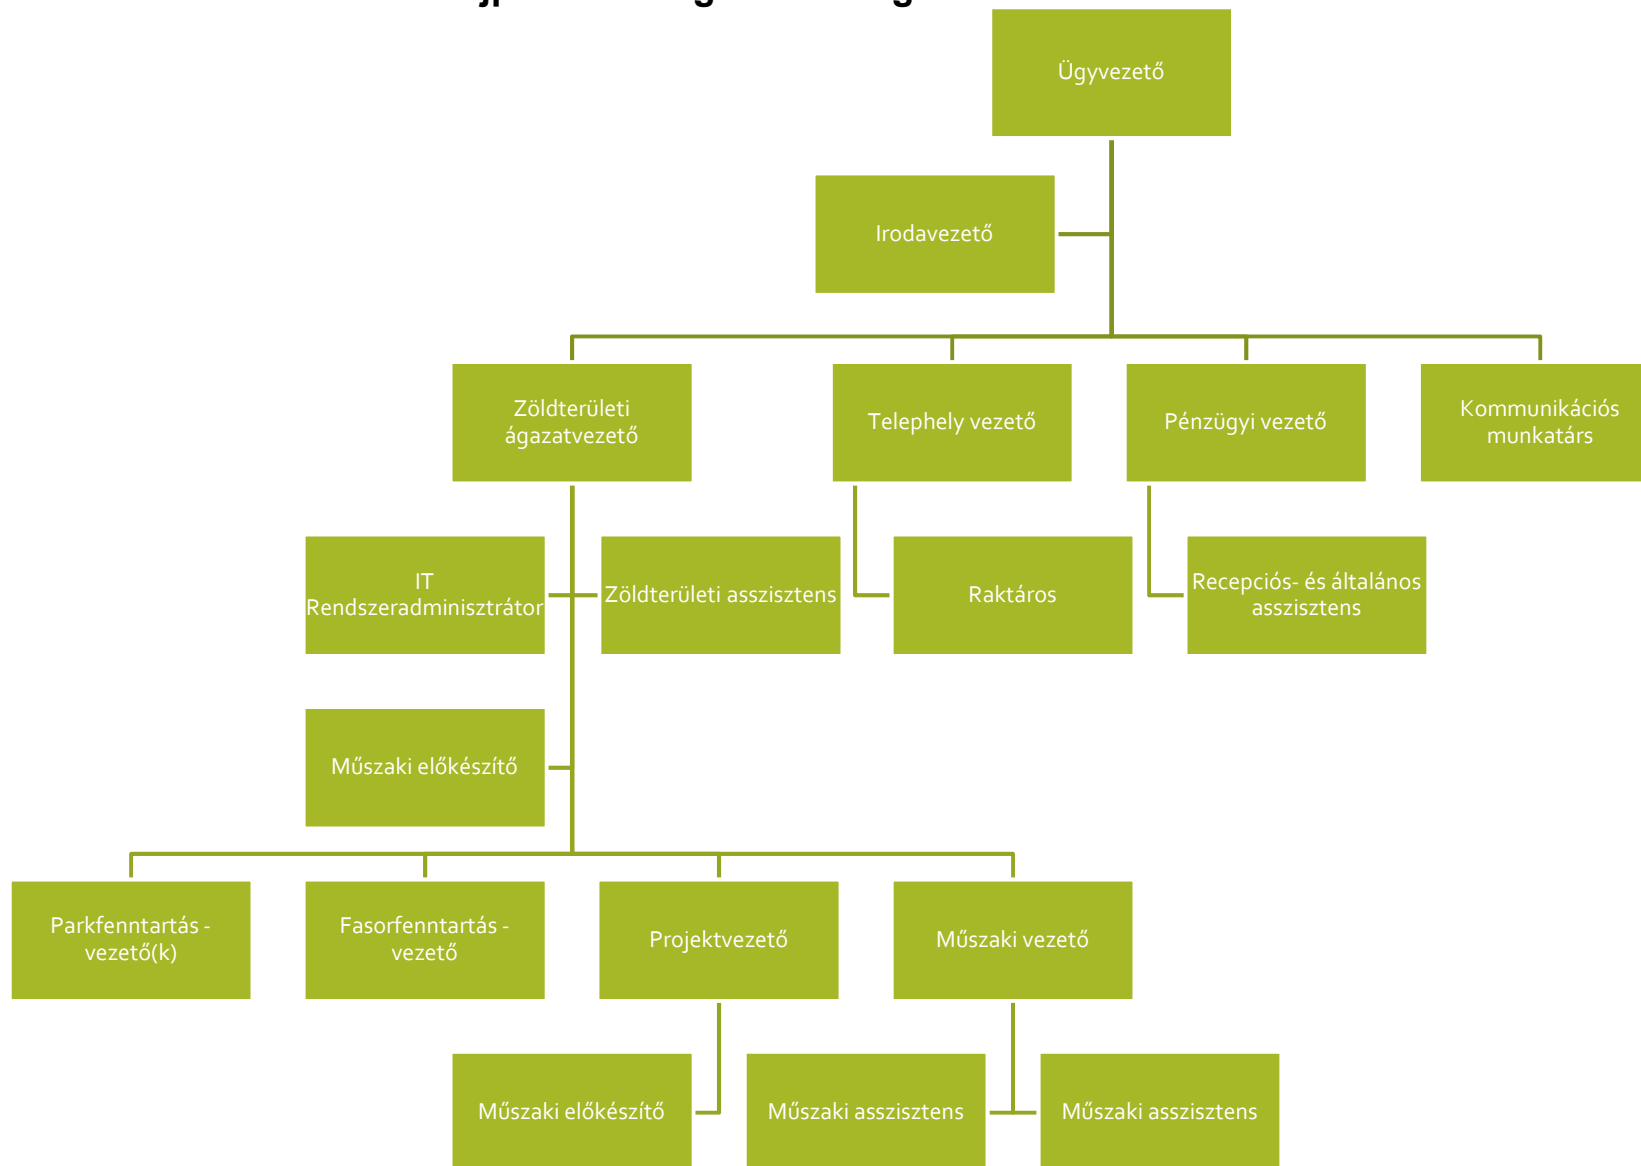 Ügyvezető
Irodavezető
Zöldterületi
ágazatvezető
Telephely vezető
Pénzügyi vezető
Kommunikációs
munkatárs
IT
Rendszeradminisztrátor
Zöldterületi asszisztens
Raktáros
Recepciós- és általános
asszisztens
Műszaki előkészítő
Parkfenntartás -
vezető(k)
Fasorfenntartás -
vezető
Projektvezető
Műszaki vezető
Műszaki előkészítő
Műszaki asszisztens
Műszaki asszisztens